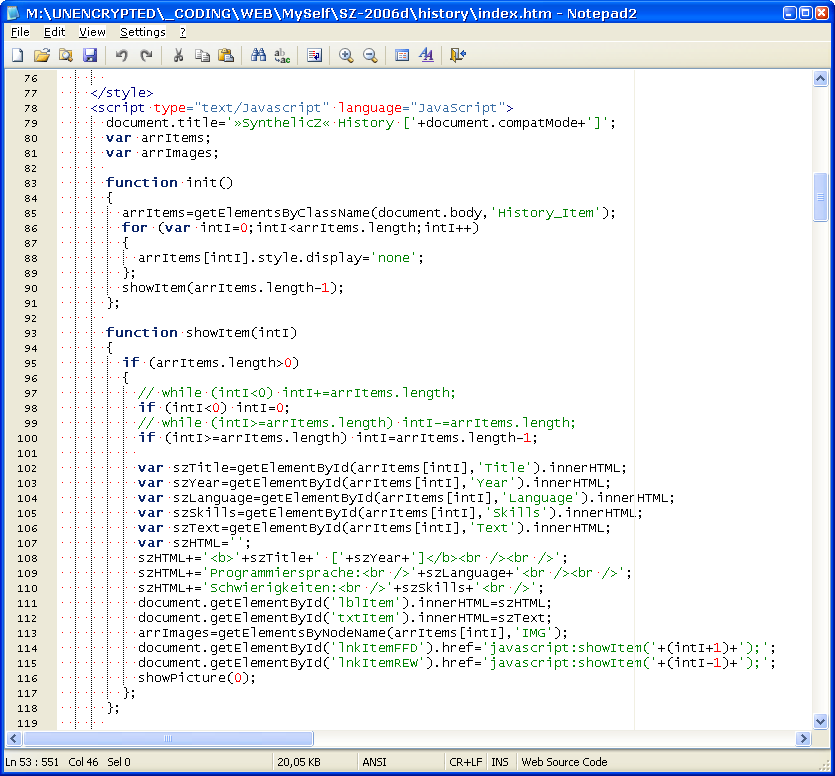 M:\UNENCRYPTED\_CODING\WEB\MySelf\SZ-2006d\history\index.htm - Notepad2
File Edit View Settings ?
76
77 </style>
78 <script type="text/Javascript" language="JavaScript">
79 document.title='»SynthelicZ« History ['+document.compatMode+']';
80 var arrItems;
81 var arrImages;
82
83 function init()
84 {
85 arrItems=getElementsByClassName(document.body,'History_Item');
86 for (var intI=0;intI<arrItems.length;intI++)
87 {
88 arrItems[intI].style.display='none';
89 };
90 showItem(arrItems.length-1);
91 };
92
93 function showItem(intI)
94 {
95 if (arrItems.length>0)
96 {
97 // while (intI<0) intI+=arrItems.length;
98 if (intI<0) intI=0;
99 // while (intI>=arrItems.length) intI-=arrItems.length;
100 if (intI>=arrItems.length) intI=arrItems.length-1;
101
102 var szTitle=getElementById(arrItems[intI],'Title').innerHTML;
103 var szYear=getElementById(arrItems[intI],'Year').innerHTML;
104 var szLanguage=getElementById(arrItems[intI],'Language').innerHTML;
105 var szSkills=getElementById(arrItems[intI],'Skills').innerHTML;
106 var szText=getElementById(arrItems[intI],'Text').innerHTML;
107 var szHTML='';
108 szHTML+='<b>'+szTitle+' ['+szYear+']</b><br /><br />';
109 szHTML+='Programmiersprache:<br />'+szLanguage+'<br /><br />';
110 szHTML+='Schwierigkeiten:<br />'+szSkills+'<br />';
111 document.getElementById('lblItem').innerHTML=szHTML;
112 document.getElementById('txtItem').innerHTML=szText;
113 arrImages=getElementsByNodeName(arrItems[intI],'IMG');
114 document.getElementById('lnkItemFFD').href='javascript:showItem('+(intI+1)+');';
115 document.getElementById('lnkItemREW').href='javascript:showItem('+(intI-1)+');';
116 showPicture(0);
117 };
118 };
119
Ln 53 : 551 Col 46 Sel 0 20,05 KB ANSI CR+LF INS Web Source Code